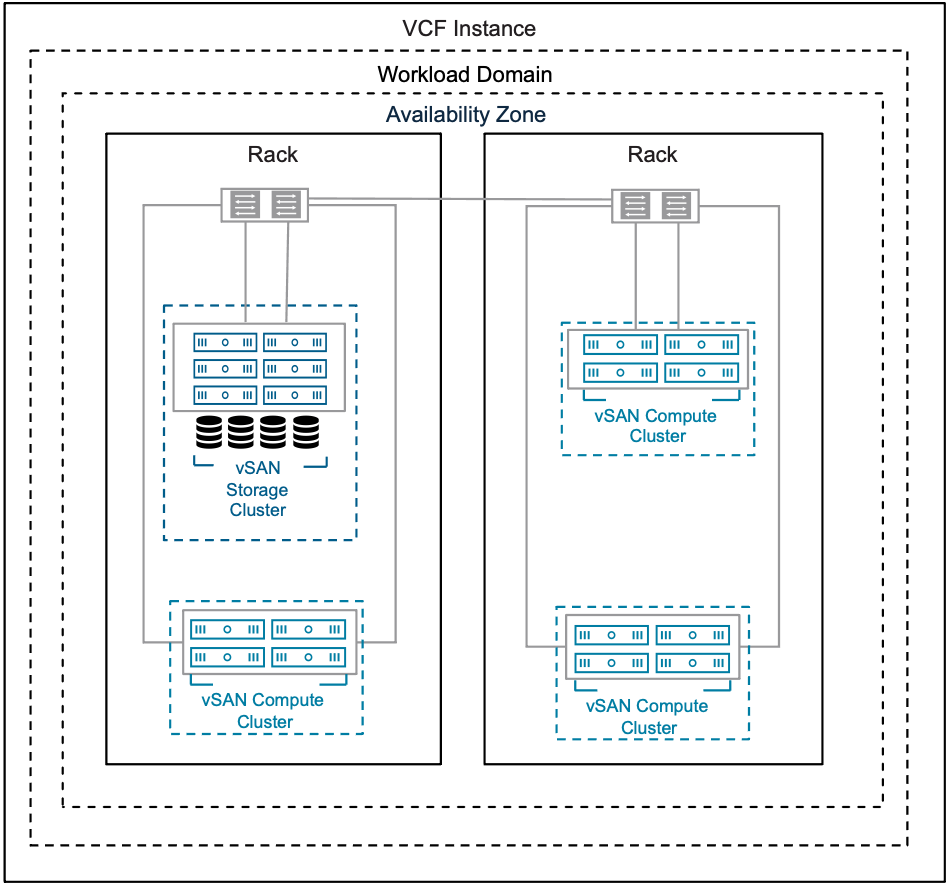 VCF Instance
Workload Domain
Availability Zone
Rack
vSAN
Storage
Cluster
vSAN Compute
Cluster
Rack
vSAN Compute
Cluster
vSAN Compute
Cluster